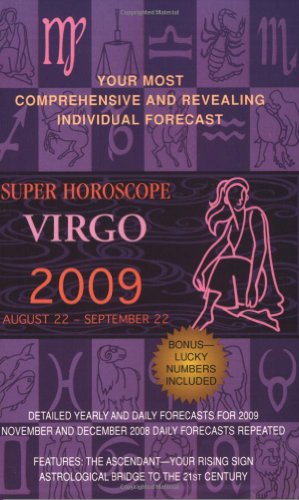 YOUR MOST
COMPREHENSIVE AND REVEALING
INDIVIDUAL FORECAST
SUPER HOROSCOPE
VIRGO
2009
AUGUST 22 – SEPTEMBER 22
BONUS—
LUCKY
NUMBERS
INCLUDED
DETAILED YEARLY AND DAILY FORECASTS FOR 2009
NOVEMBER AND DECEMBER 2008 DAILY FORECASTS REPEATED
FEATURES: THE ASCENDANT—YOUR RISING SIGN
ASTROLOGICAL BRIDGE TO THE 21ST CENTURY